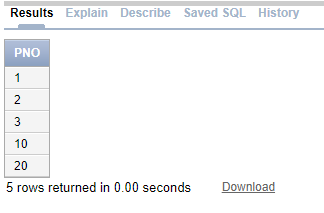 Results Explain Describe Saved SQL History
PNO
1
2
3
10
20
5 rows returned in 0.00 seconds Download